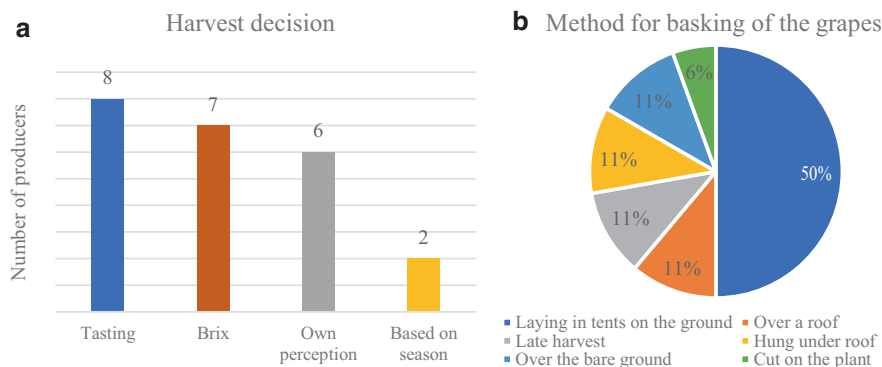 a
Harvest decision
Number of producers
8
7
6
2
Tasting
Brix
Own
perception
Based on
season
b
Method for basking of the grapes
6%
11%
11%
11%
11%
50%
Laying in tents on the ground
Over a roof
Late harvest
Hung under roof
Over the bare ground
Cut on the plant